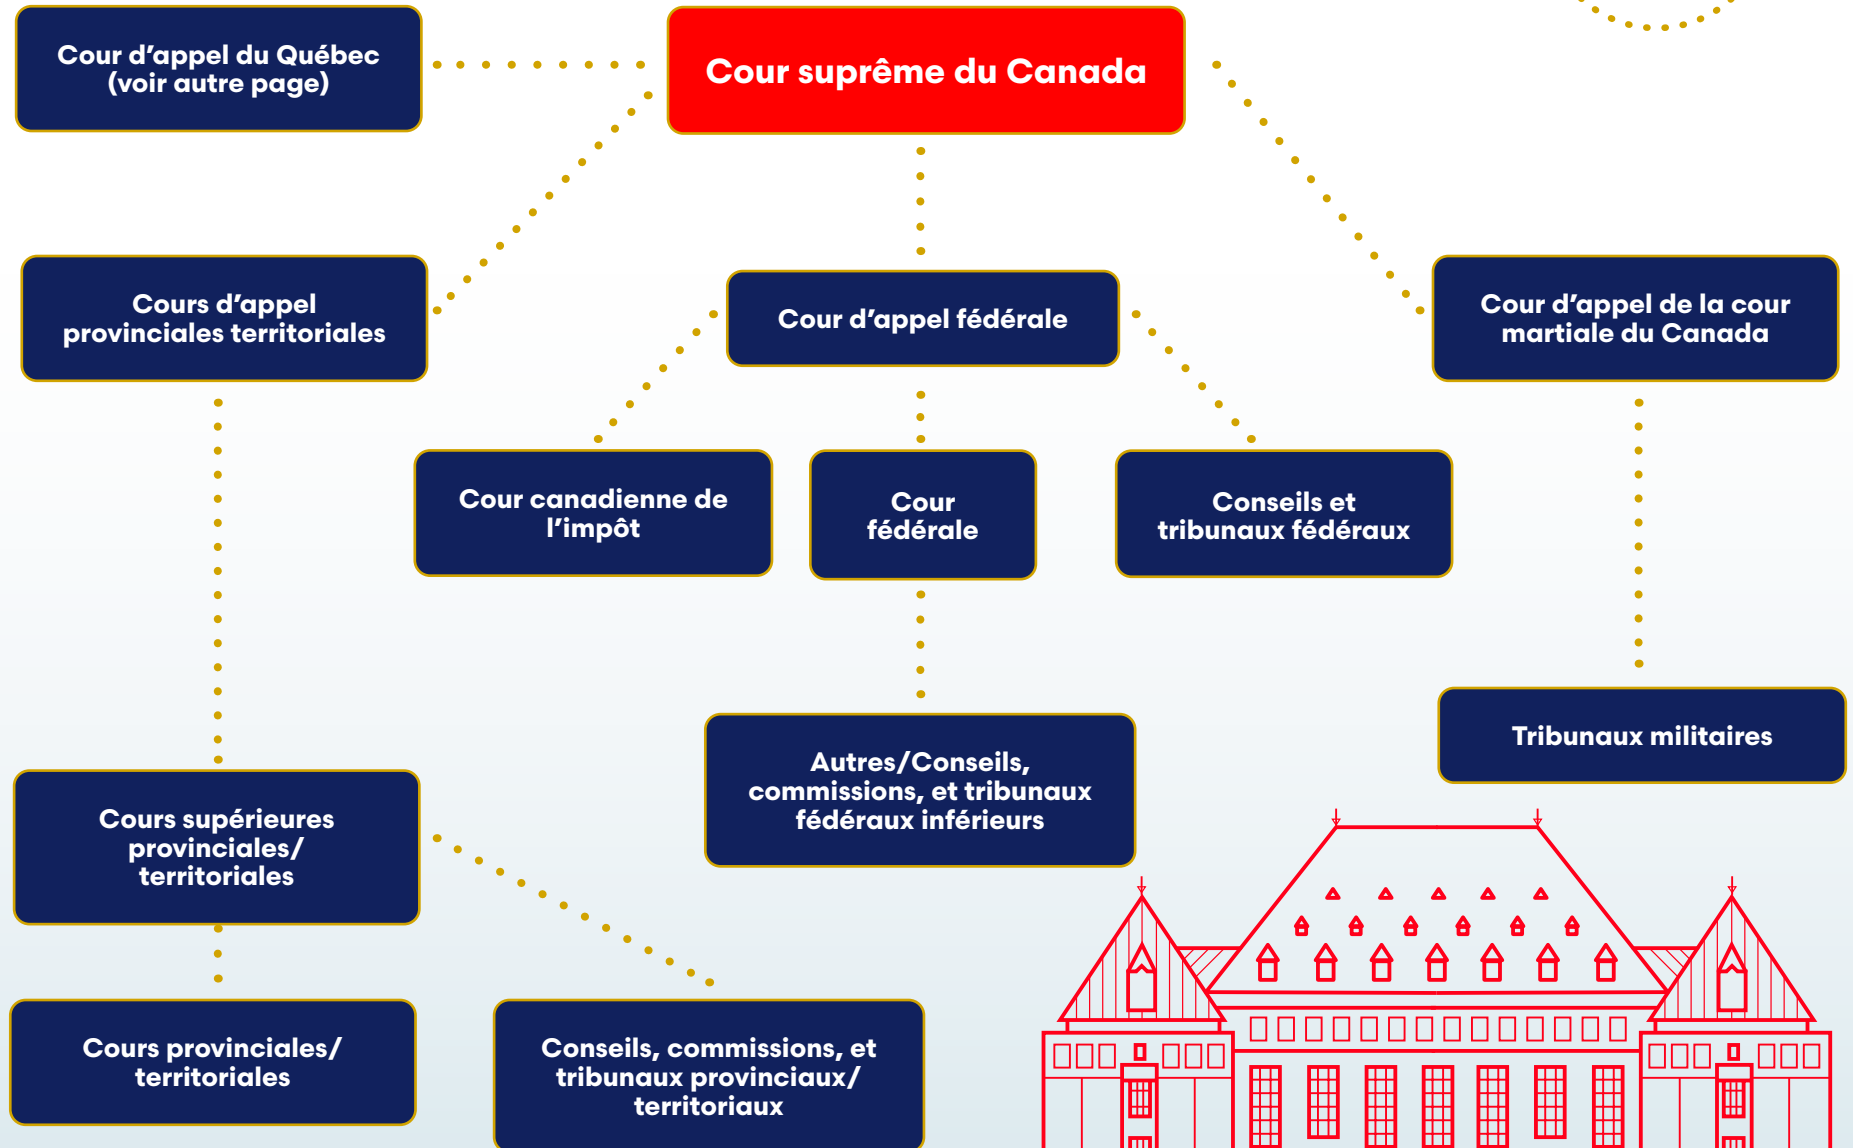 Cour d’appel du Québec
(voir autre page)
Cour suprême du Canada
Cours d’appel
provinciales territoriales
Cour d’appel fédérale
Cour d’appel de la cour
martiale du Canada
Cour canadienne de
l’impôt
Cour
fédérale
Conseils et
tribunaux fédéraux
Autres/Conseils,
commissions, et tribunaux
fédéraux inférieurs
Tribunaux militaires
Cours supérieures
provinciales/
territoriales
Cours provinciales/
territoriales
Conseils, commissions, et
tribunaux provinciaux/
territoriaux